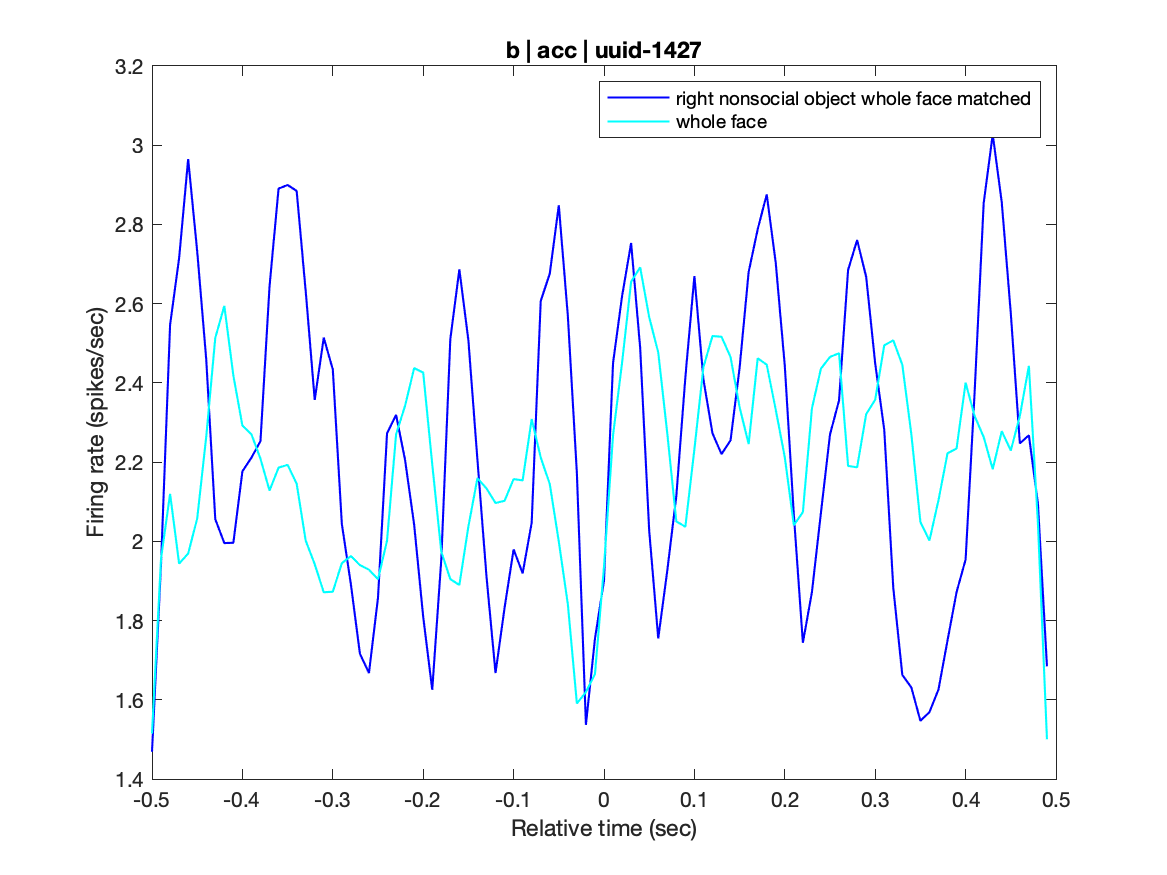 b | acc | uuid-1427
right nonsocial object whole face matched
whole face
Firing rate (spikes/sec)
3.2
3
2.8
2.6
2.4
2.2
2
1.8
1.6
1.4
-0.5 -0.4 -0.3 -0.2 -0.1 0 0.1 0.2 0.3 0.4 0.5
Relative time (sec)